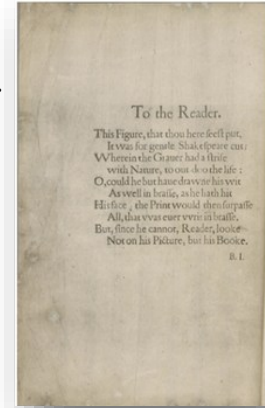 To the Reader.
This Figure, that thou here ſeeſt put,
It was for gentle Shakeſpeare cut;
Wherein the Grauer had a ſtrife
with Nature, to out-doo the life :
O, could he but haue dravvne his vvit
As well in braſſe, as he hath hit
His face , the Print would then ſurpaſſe
All, that vvas euer vvrit in braſſe.
But, ſince he cannot, Reader, looke
Not on his Picture, but his Booke.
B. I.